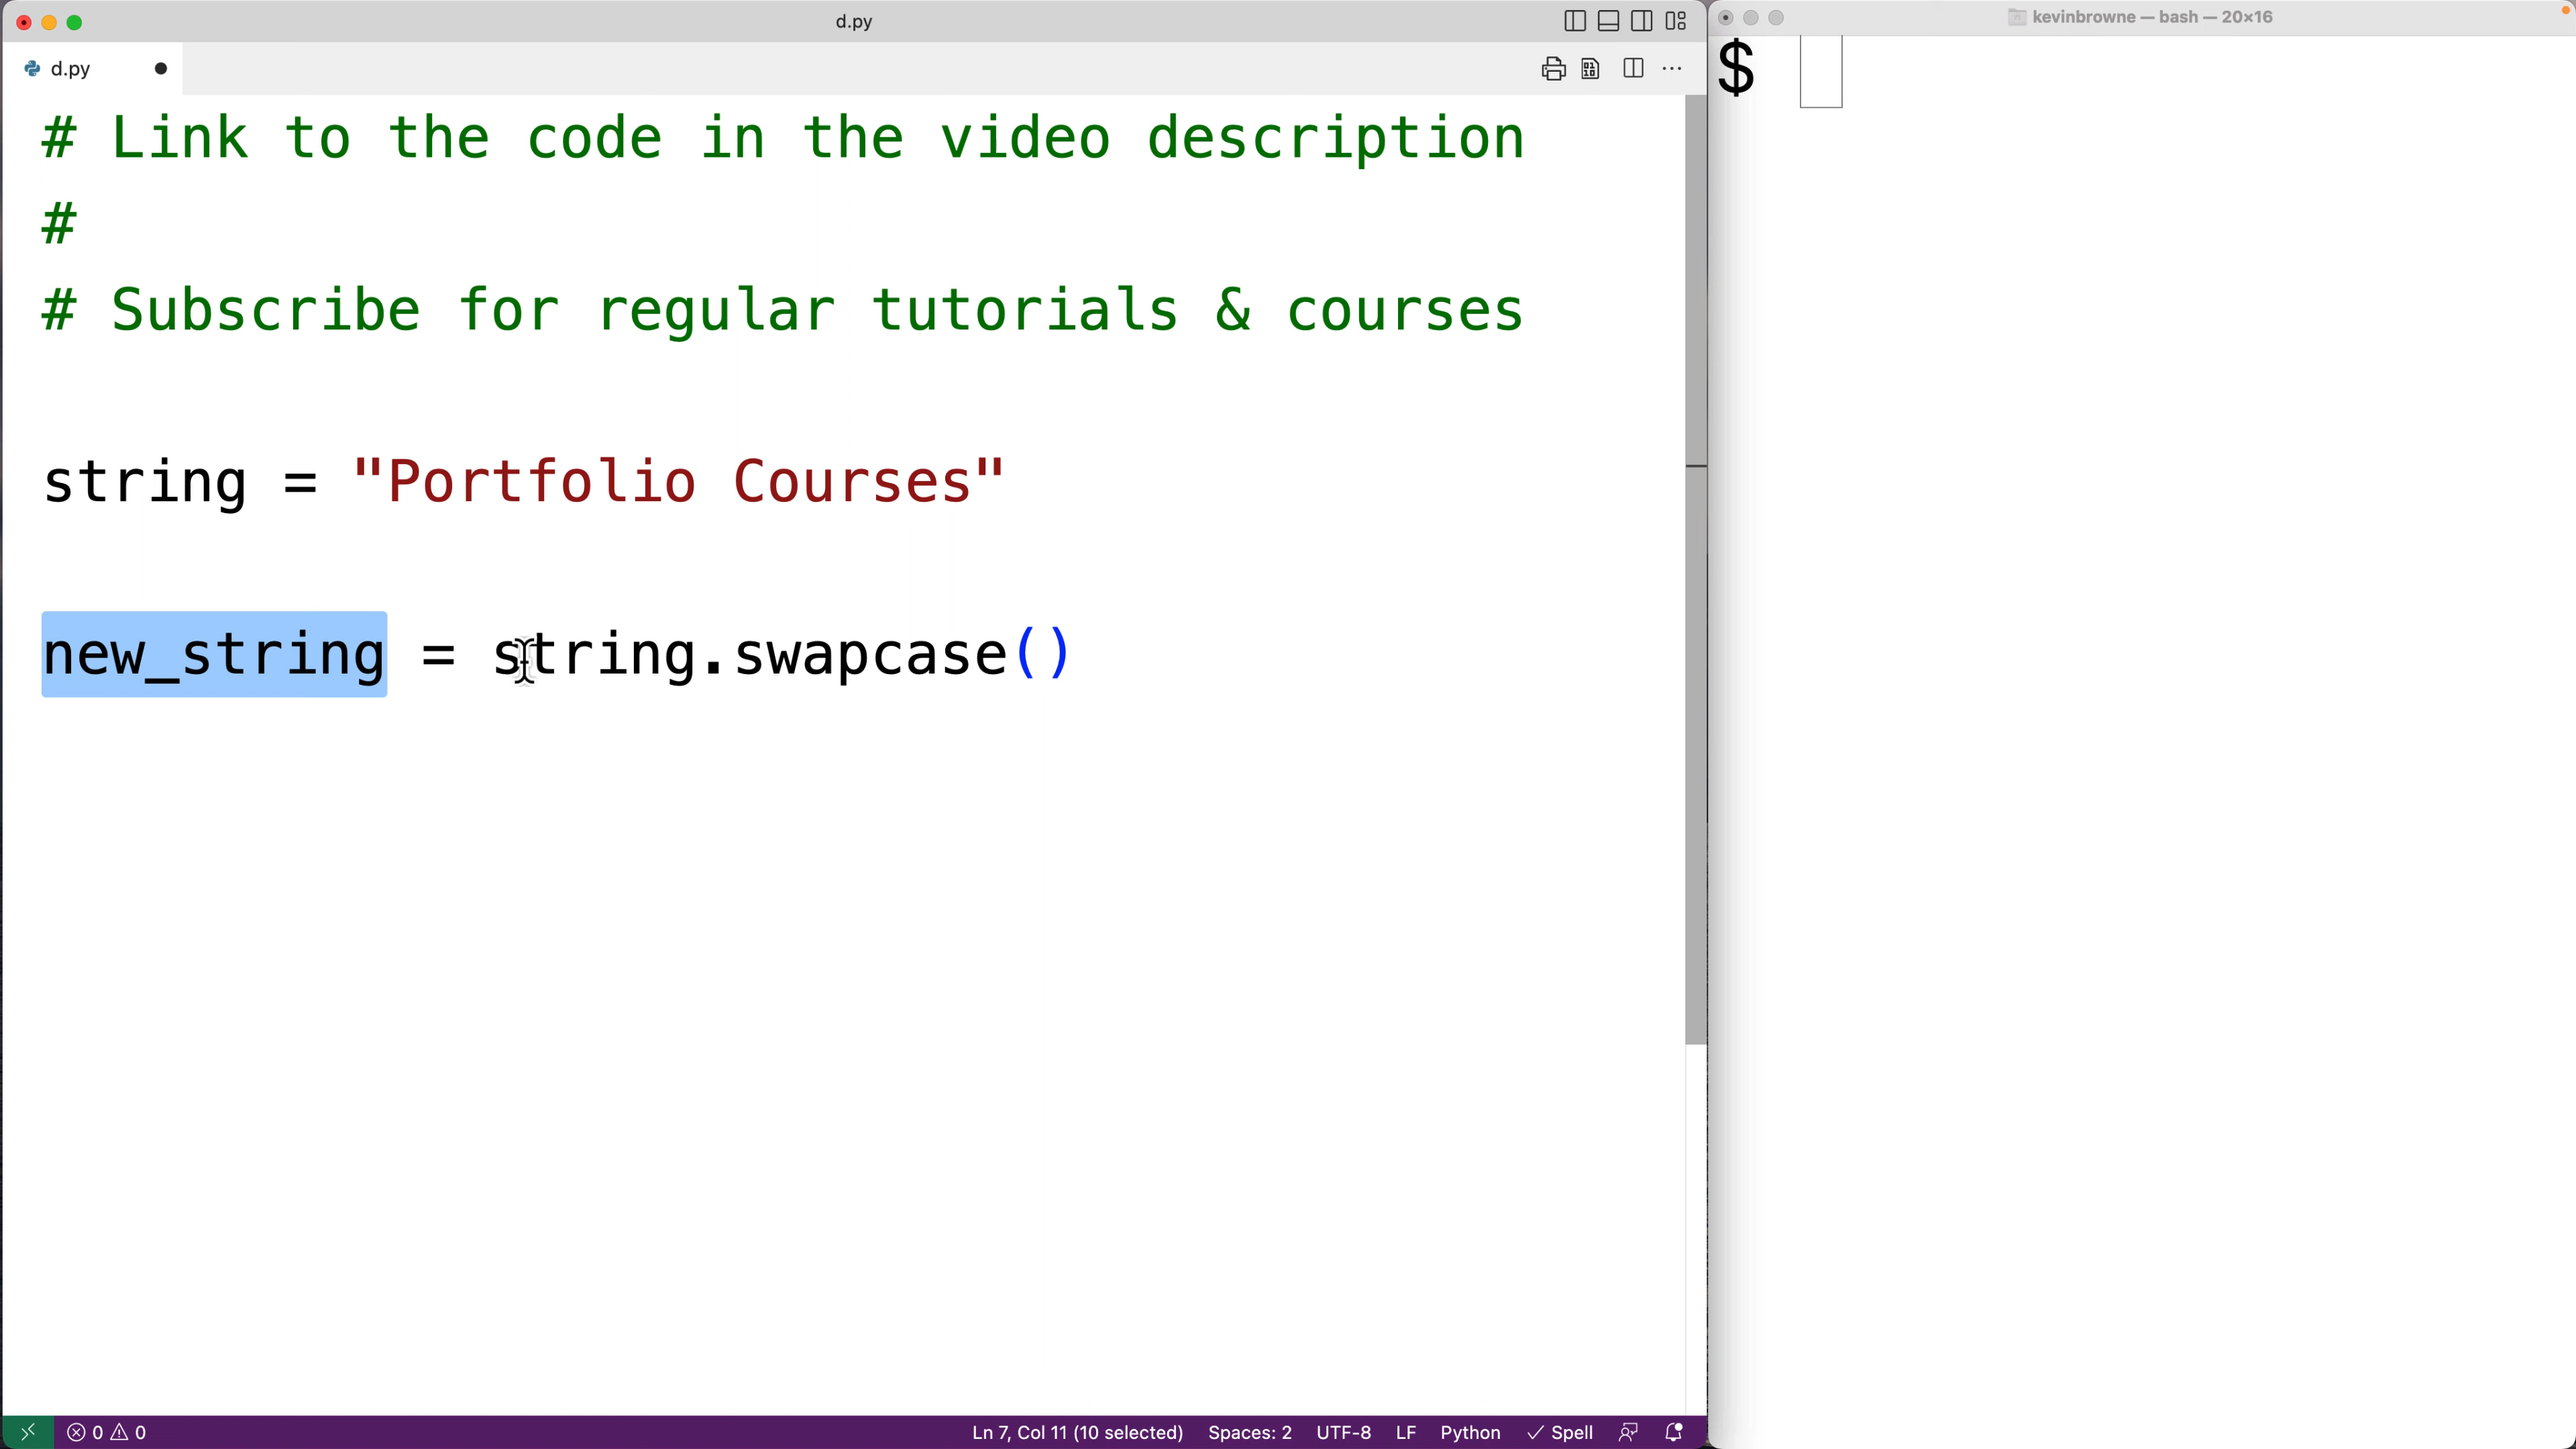 d.py
kevinbrowne — bash — 20×16
d.py
$
# Link to the code in the video description
#
# Subscribe for regular tutorials & courses
string = "Portfolio Courses"
new_string = string.swapcase()
0 0 Ln 7, Col 11 (10 selected) Spaces: 2 UTF-8 LF Python Spell